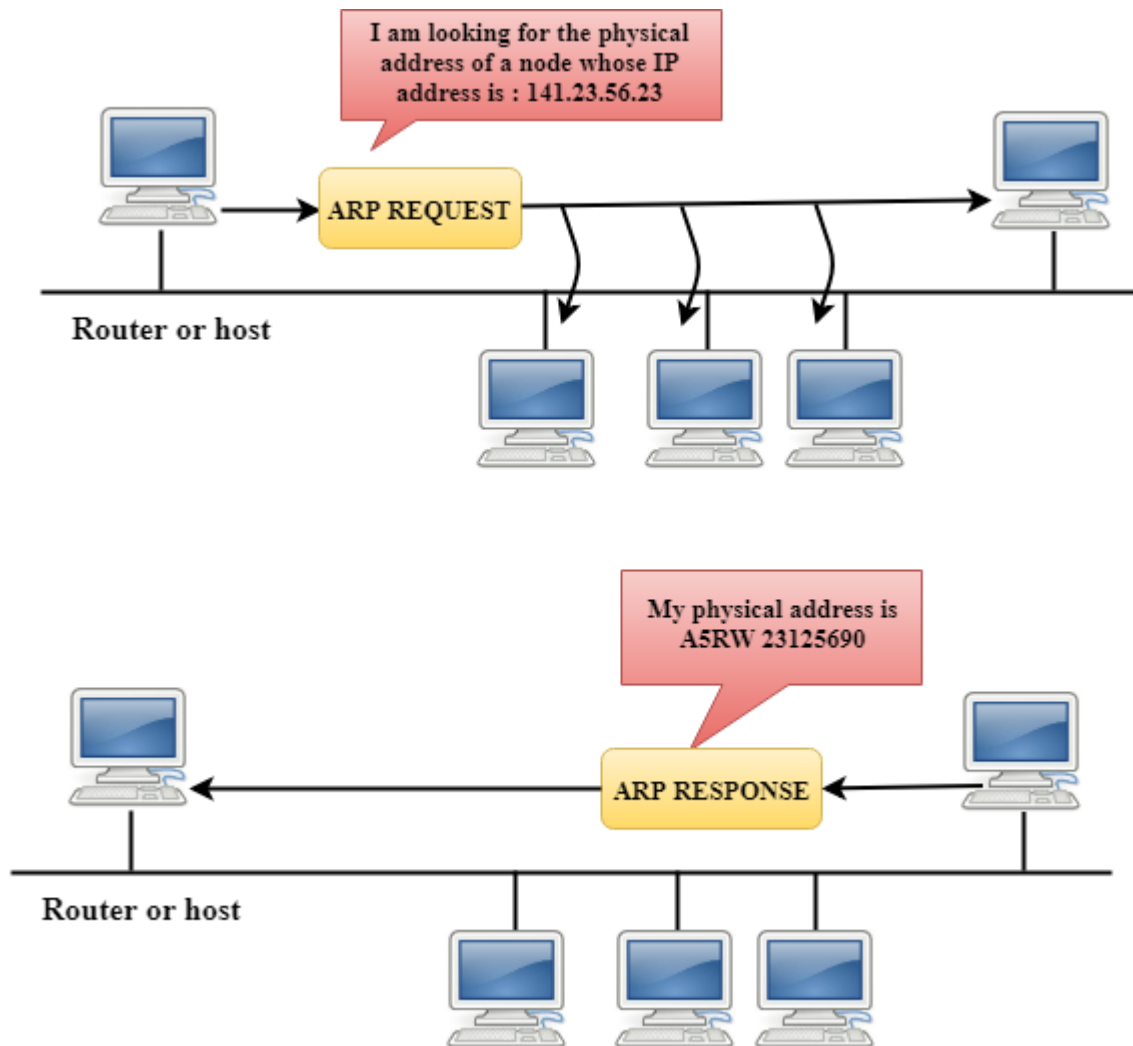 I am looking for the physical
address of a node whose IP
address is : 141.23.56.23
ARP REQUEST
Router or host
My physical address is
A5RW 23125690
ARP RESPONSE
Router or host